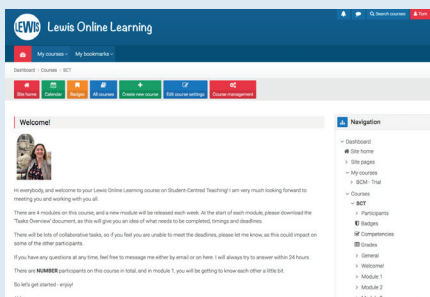 LEWIS Lewis Online Learning
Search courses Tom
My courses My bookmarks
Dashboard Courses BCT
Site home Calendar Badges All courses Create new course Edit course settings Course management
Welcome!
Hi everybody, and welcome to your Lewis Online Learning course on Student-Centred Teaching! I am very much looking forward to
meeting you and working with you all.
There are 4 modules on this course, and a new module will be released each week. At the start of each module, please download the
'Tasks Overview' document, as this will give you an idea of what needs to be completed, timings and deadlines.
There will be lots of collaborative tasks, so if you feel you are unable to meet the deadlines, please let me know, as this could impact on
some of the other participants.
If you have any questions at any time, feel free to message me either by email or on here. I will always try to answer within 24 hours.
There are NUMBER participants on this course in total, and in module 1, you will be getting to know each other a little bit.
So let's get started - enjoy!
Navigation
Dashboard
Site home
Site pages
My courses
BCM - Trial
Courses
BCT
Participants
Badges
Competencies
Grades
General
Welcome!
Module 1
Module 2